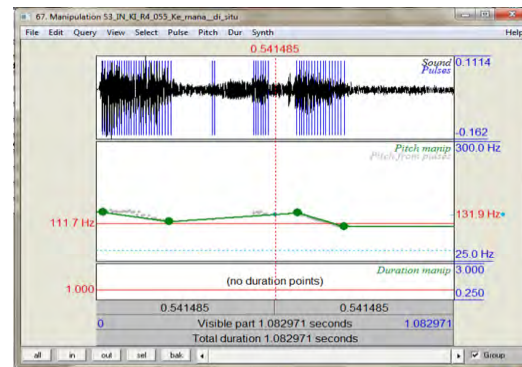 67. Manipulation S3_IN_KI_R4_055_Ke_mana__di_situ
File Edit Query View Select Pulse Pitch Dur Synth Help
0.541485
Sound 0.1114
Pulses
-0.162
Pitch manip 300.0 Hz
Pitch from pulses
111.7 Hz
131.9 Hz
25.0 Hz
Duration manip 3.000
(no duration points)
1.000
0.250
0.541485 0.541485
0 Visible part 1.082971 seconds 1.082971
Total duration 1.082971 seconds
all in out sel bak Group